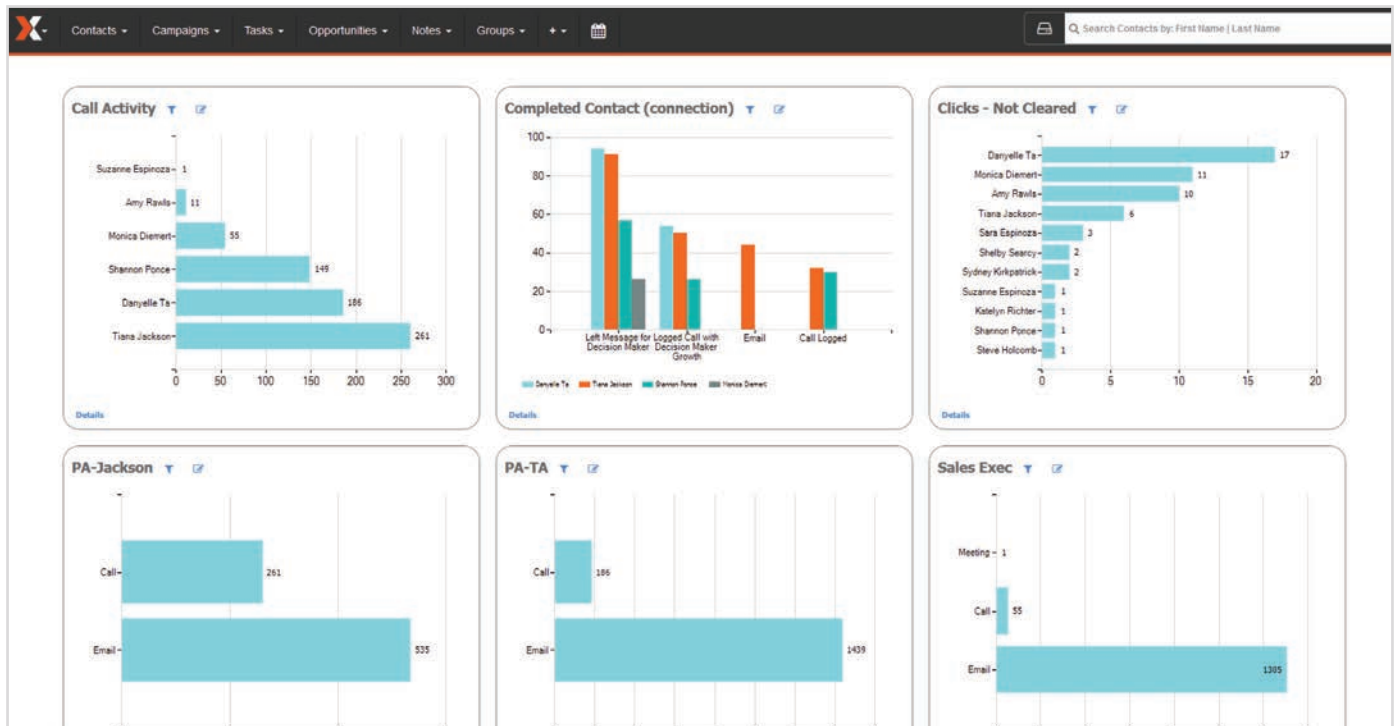 X
Contacts
Campaigns
Tasks
Opportunities
Notes
Groups
+
Search Contacts by: First Name | Last Name
Call Activity
Suzanne Espinoza
1
Amy Rawls
11
Monica Diemert
55
Shannon Ponce
149
Danyelle Ta
186
Tiana Jackson
261
0 50 100 150 200 250 300
Details
Completed Contact (connection)
100
80
60
40
20
0
Left Message for
Decision Maker
Logged Call with
Decision Maker
Growth
Email
Call Logged
Danyelle Ta
Tiana Jackson
Shannon Ponce
Monica Diemert
Details
Clicks - Not Cleared
Danyelle Ta
17
Monica Diemert
11
Amy Rawls
10
Tiana Jackson
6
Sara Espinoza
3
Shelby Searcy
2
Sydney Kirkpatrick
2
Suzanne Espinoza
1
Katelyn Richter
1
Shannon Ponce
1
Steve Holcomb
1
0 5 10 15 20
Details
PA-Jackson
Call
261
Email
535
PA-TA
Call
186
Email
1439
Sales Exec
Meeting
1
Call
55
Email
1305